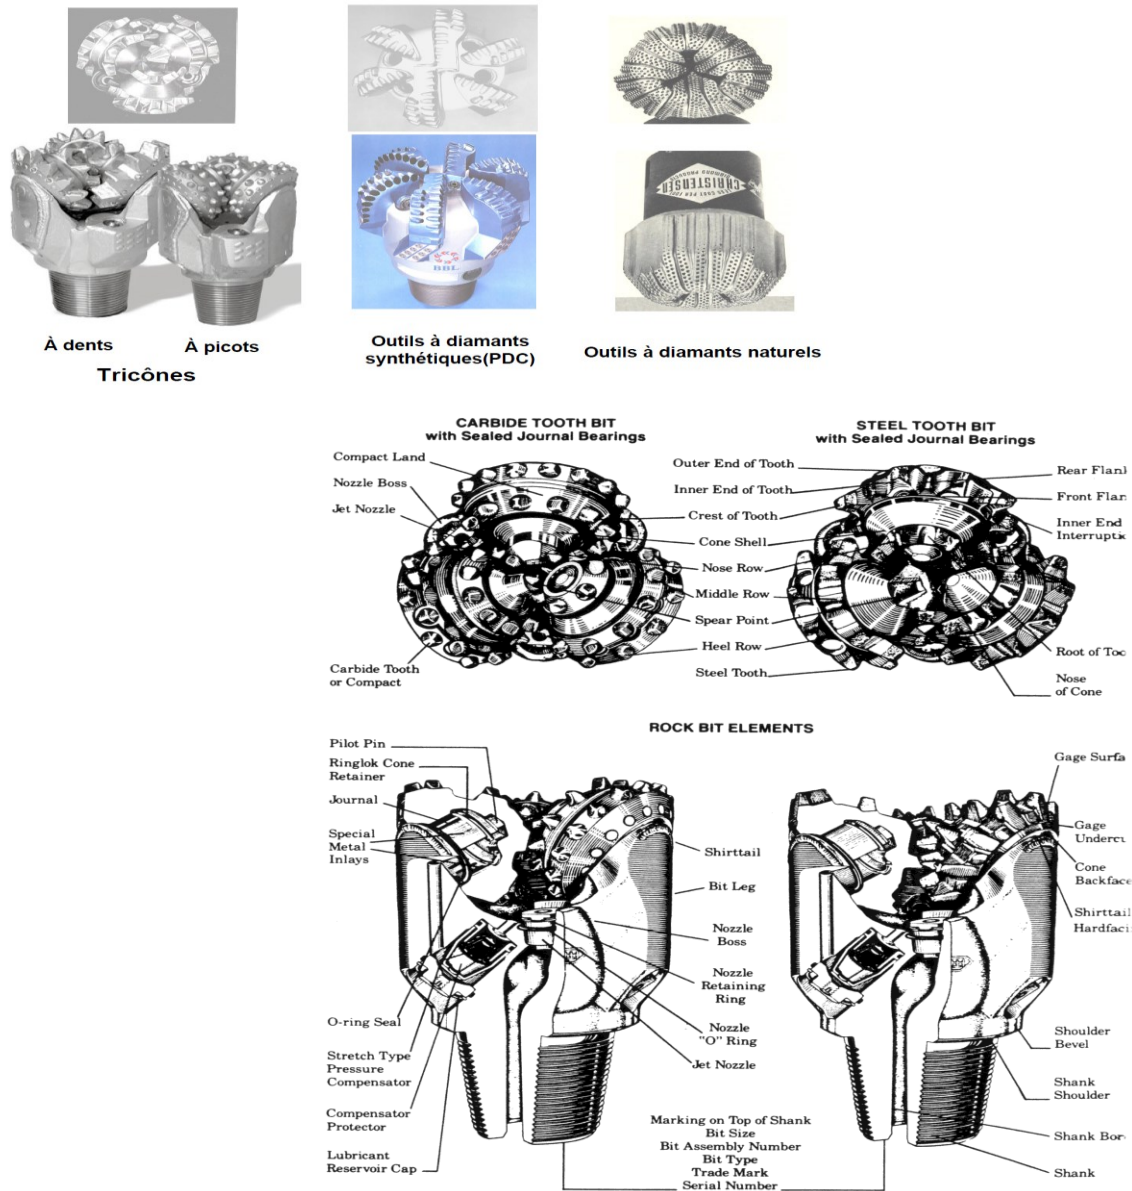 CHRISTENSEN
DIAMOND PRODUCTS
BBL
À dents
À picots
Tricônes
Outils à diamants
synthétiques(PDC)
Outils à diamants naturels
CARBIDE TOOTH BIT
with Sealed Journal Bearings
STEEL TOOTH BIT
with Sealed Journal Bearings
Compact Land
Nozzle Boss
Jet Nozzle
Carbide Tooth
or Compact
Outer End of Tooth
Inner End of Tooth
Crest of Tooth
Cone Shell
Nose Row
Middle Row
Spear Point
Heel Row
Steel Tooth
Rear Flank
Front Flan
Inner End
Interruptic
Root of Too
Nose
of Cone
ROCK BIT ELEMENTS
Pilot Pin
Ringlok Cone
Retainer
Journal
Special
Metal
Inlays
O-ring Seal
Stretch Type
Pressure
Compensator
Compensator
Protector
Lubricant
Reservoir Cap
Shirttail
Bit Leg
Nozzle
Boss
Nozzle
Retaining
Ring
Nozzle
"O" Ring
Jet Nozzle
Marking on Top of Shank
Bit Size
Bit Assembly Number
Bit Type
Trade Mark
Serial Number
Gage Surfa
Gage
Undercu
Cone
Backface
Shirttail
Hardfaci
Shoulder
Bevel
Shank
Shoulder
Shank Bor
Shank